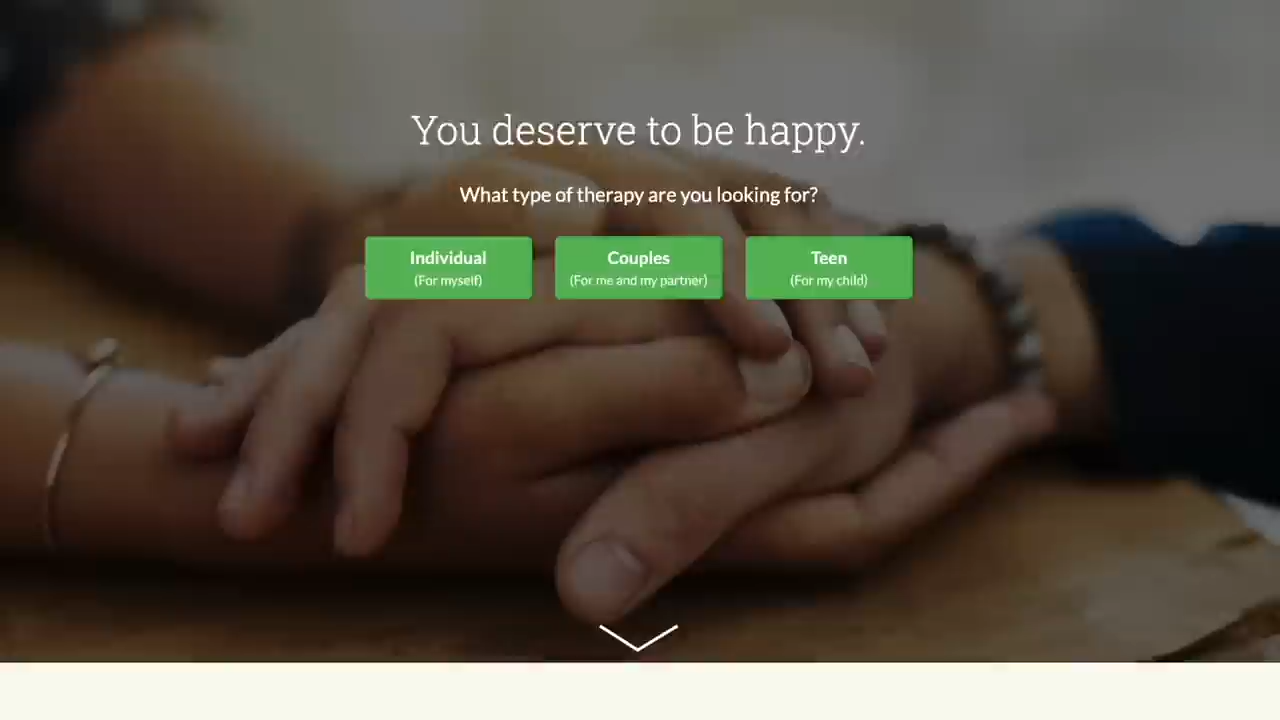 You deserve to be happy.
What type of therapy are you looking for?
Individual
(For myself)
Couples
(For me and my partner)
Teen
(For my child)